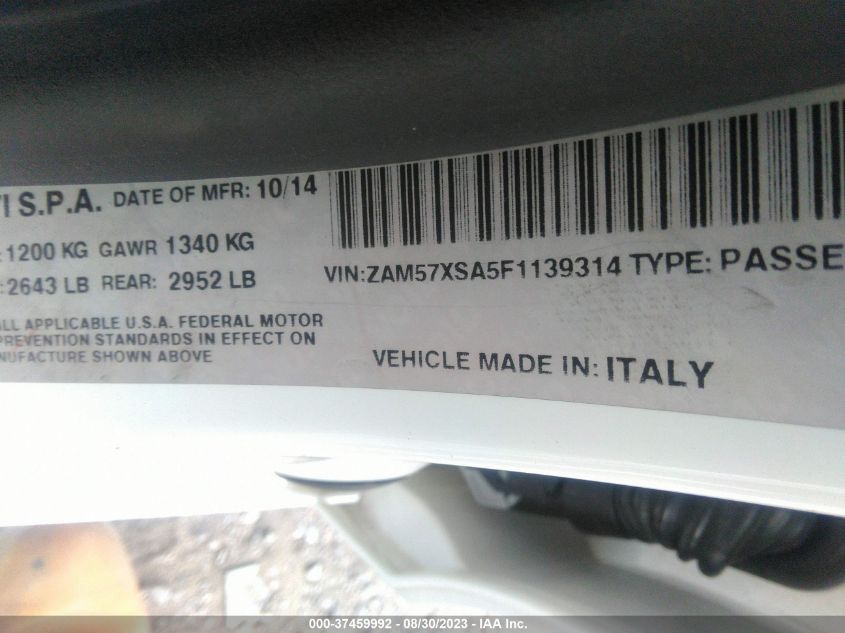 I S.P.A. DATE OF MFR: 10/14
1200 KG GAWR 1340 KG
: 2643 LB REAR: 2952 LB
VIN:ZAM57XSA5F1139314 TYPE: PASSE
ALL APPLICABLE U.S.A. FEDERAL MOTOR
PREVENTION STANDARDS IN EFFECT ON
NUFACTURE SHOWN ABOVE
VEHICLE MADE IN: ITALY
000-37459992 - 08/30/2023 - IAA Inc.